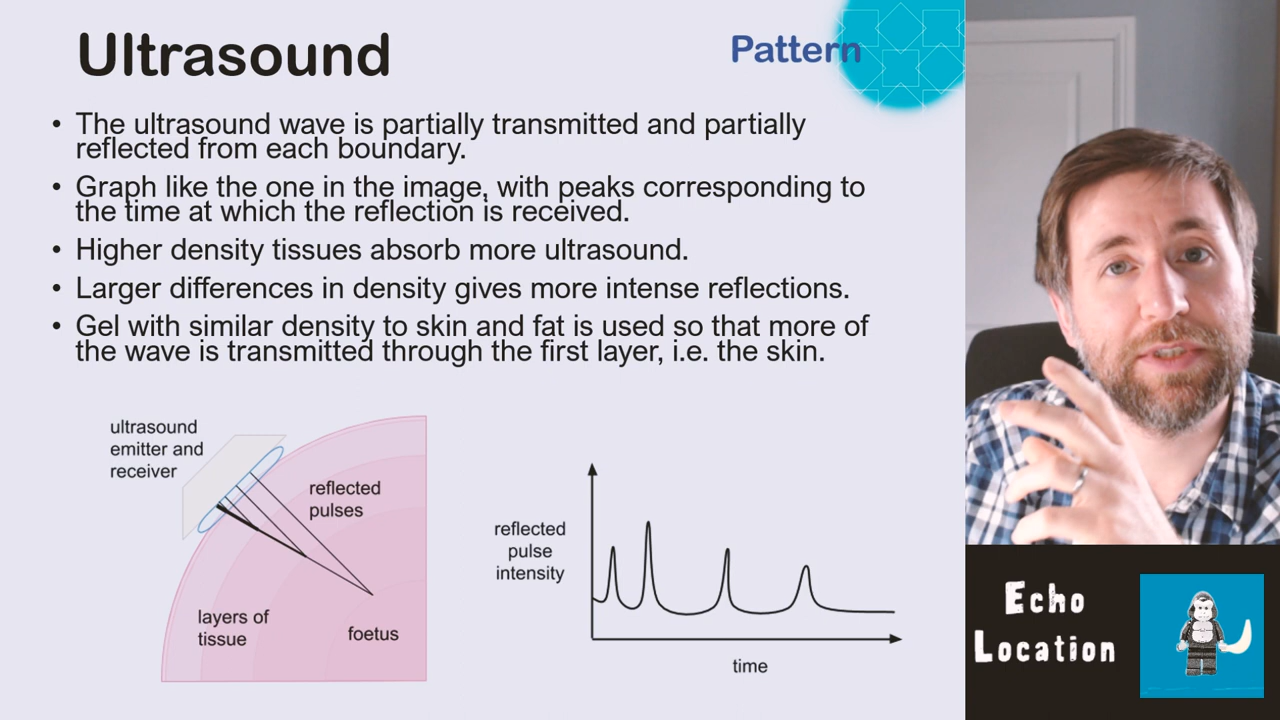 Ultrasound
Pattern
• The ultrasound wave is partially transmitted and partially
reflected from each boundary.
• Graph like the one in the image, with peaks corresponding to
the time at which the reflection is received.
• Higher density tissues absorb more ultrasound.
• Larger differences in density gives more intense reflections.
• Gel with similar density to skin and fat is used so that more of
the wave is transmitted through the first layer, i.e. the skin.
ultrasound
emitter and
receiver
reflected
pulses
layers of
tissue
foetus
reflected
pulse
intensity
time
Echo
Location